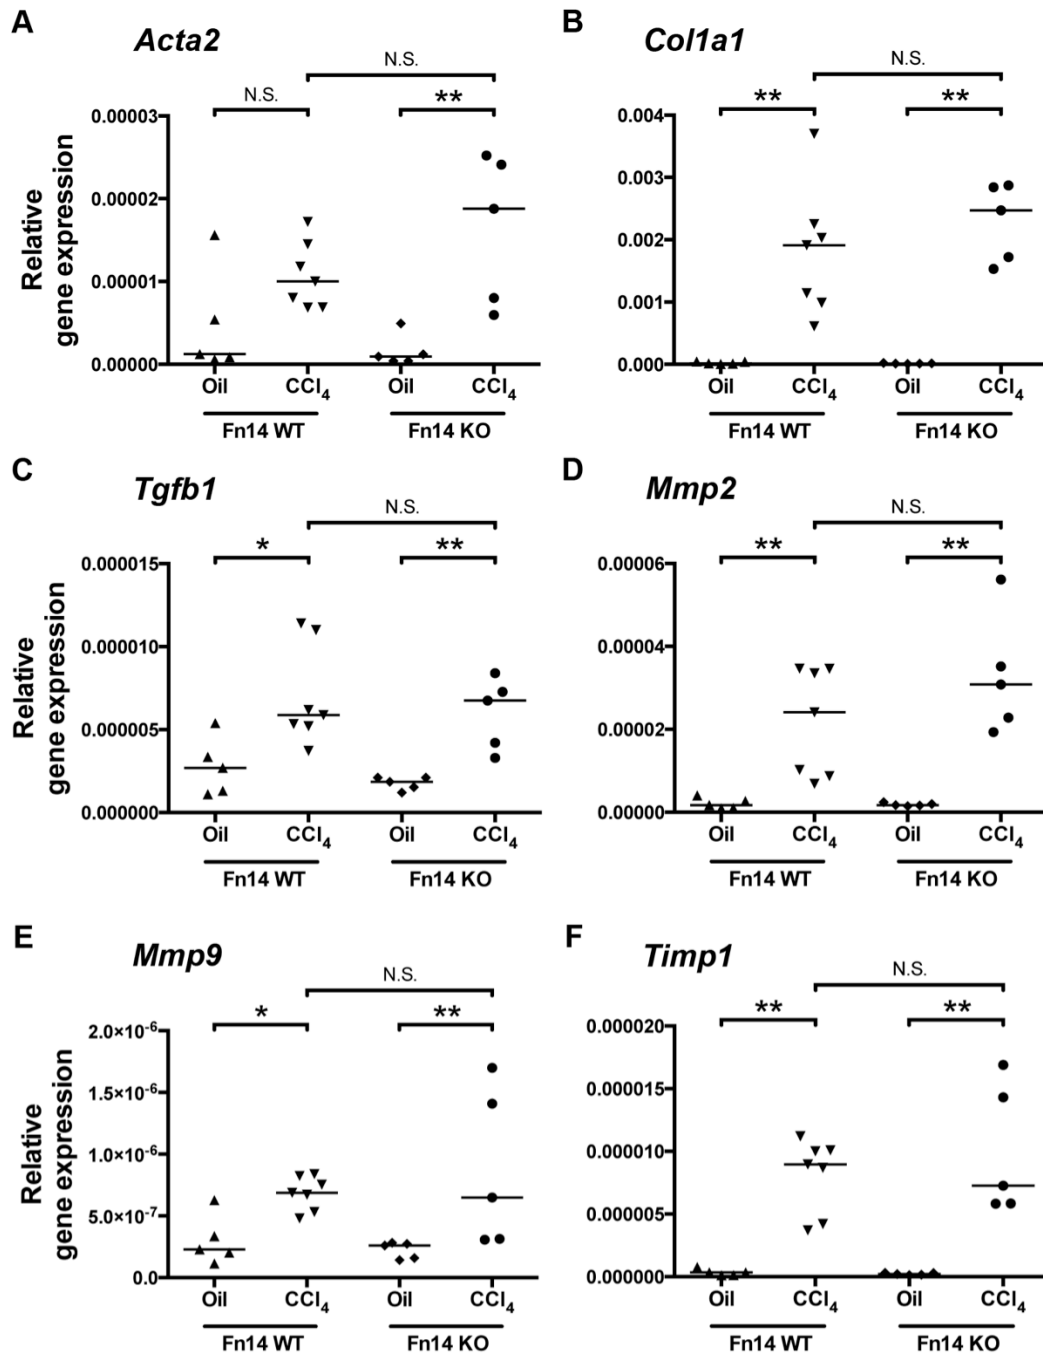 A
Acta2
N.S.
N.S.
**
Relative
gene expression
0.00003
0.00002
0.00001
0.00000
Oil
CCl4
Oil
CCl4
Fn14 WT
Fn14 KO
B
Col1a1
N.S.
**
**
0.004
0.003
0.002
0.001
0.000
Oil
CCl4
Oil
CCl4
Fn14 WT
Fn14 KO
C
Tgfb1
N.S.
*
**
Relative
gene expression
0.000015
0.000010
0.000005
0.000000
Oil
CCl4
Oil
CCl4
Fn14 WT
Fn14 KO
D
Mmp2
N.S.
**
**
0.00006
0.00004
0.00002
0.00000
Oil
CCl4
Oil
CCl4
Fn14 WT
Fn14 KO
E
Mmp9
N.S.
*
**
Relative
gene expression
2.0×10-6
1.5×10-6
1.0×10-6
5.0×10-7
0.0
Oil
CCl4
Oil
CCl4
Fn14 WT
Fn14 KO
F
Timp1
N.S.
**
**
0.000020
0.000015
0.000010
0.000005
0.000000
Oil
CCl4
Oil
CCl4
Fn14 WT
Fn14 KO